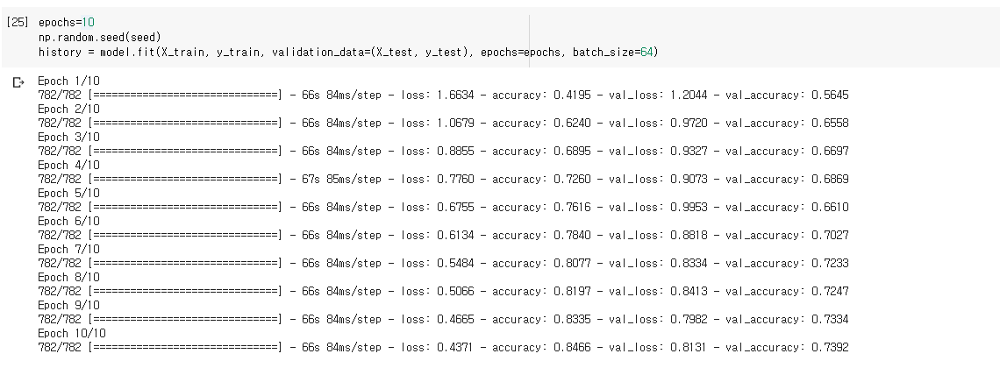 [25] epochs=10
np.random.seed(seed)
history = model.fit(X_train, y_train, validation_data=(X_test, y_test), epochs=epochs, batch_size=64)
Epoch 1/10
782/782 [==============================] - 66s 84ms/step - loss: 1.6634 - accuracy: 0.4195 - val_loss: 1.2044 - val_accuracy: 0.5645
Epoch 2/10
782/782 [==============================] - 66s 84ms/step - loss: 1.0679 - accuracy: 0.6240 - val_loss: 0.9720 - val_accuracy: 0.6558
Epoch 3/10
782/782 [==============================] - 66s 84ms/step - loss: 0.8855 - accuracy: 0.6895 - val_loss: 0.9327 - val_accuracy: 0.6697
Epoch 4/10
782/782 [==============================] - 67s 85ms/step - loss: 0.7760 - accuracy: 0.7260 - val_loss: 0.9073 - val_accuracy: 0.6869
Epoch 5/10
782/782 [==============================] - 66s 84ms/step - loss: 0.6755 - accuracy: 0.7616 - val_loss: 0.9953 - val_accuracy: 0.6610
Epoch 6/10
782/782 [==============================] - 66s 84ms/step - loss: 0.6134 - accuracy: 0.7840 - val_loss: 0.8818 - val_accuracy: 0.7027
Epoch 7/10
782/782 [==============================] - 66s 84ms/step - loss: 0.5484 - accuracy: 0.8077 - val_loss: 0.8334 - val_accuracy: 0.7233
Epoch 8/10
782/782 [==============================] - 66s 84ms/step - loss: 0.5066 - accuracy: 0.8197 - val_loss: 0.8413 - val_accuracy: 0.7247
Epoch 9/10
782/782 [==============================] - 66s 84ms/step - loss: 0.4665 - accuracy: 0.8335 - val_loss: 0.7982 - val_accuracy: 0.7334
Epoch 10/10
782/782 [==============================] - 66s 84ms/step - loss: 0.4371 - accuracy: 0.8466 - val_loss: 0.8131 - val_accuracy: 0.7392